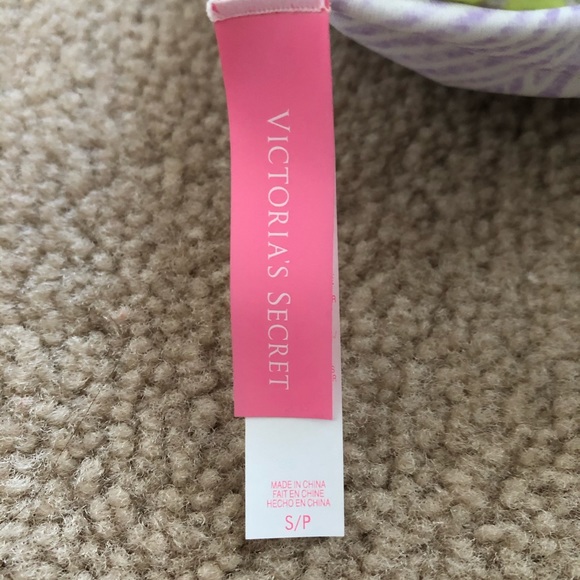 VICTORIA'S SECRET
MADE IN CHINA
FAIT EN CHINE
HECHO EN CHINA
S/P